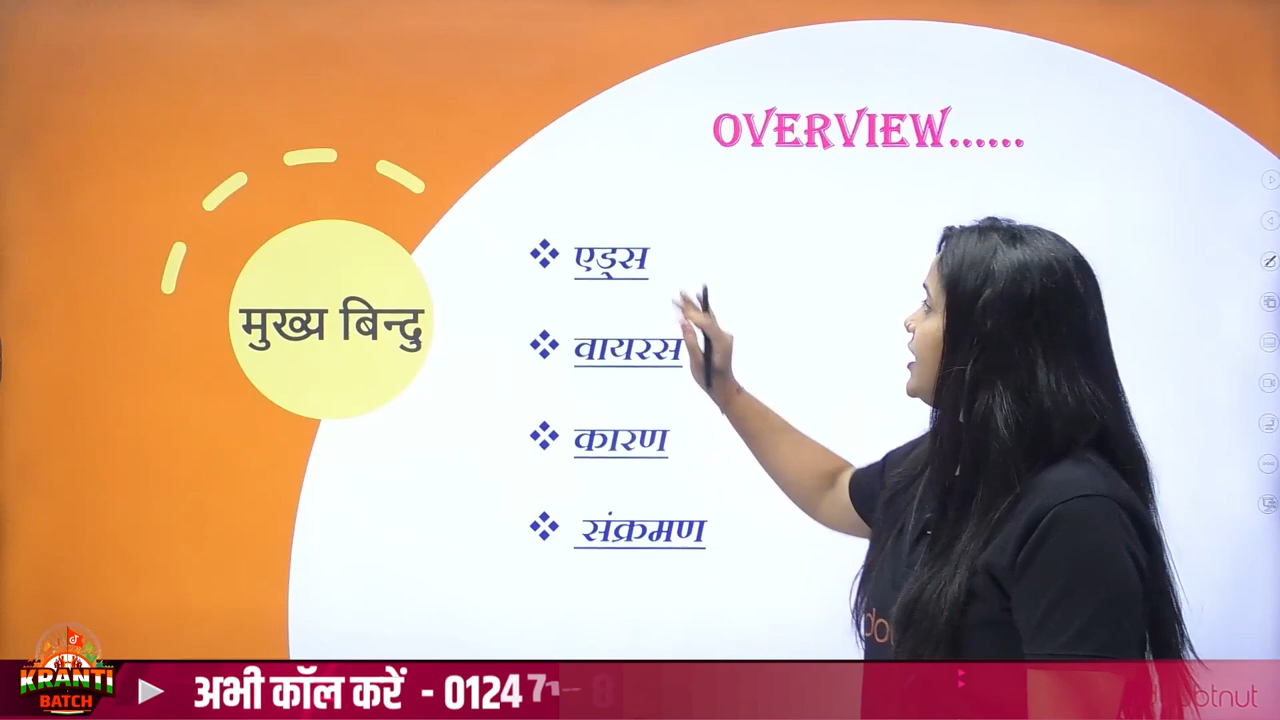 OVERVIEW......
मुख्य बिन्दु
एड्स
वायरस
कारण
संक्रमण
KRANTI
BATCH
अभी कॉल करें - 0124